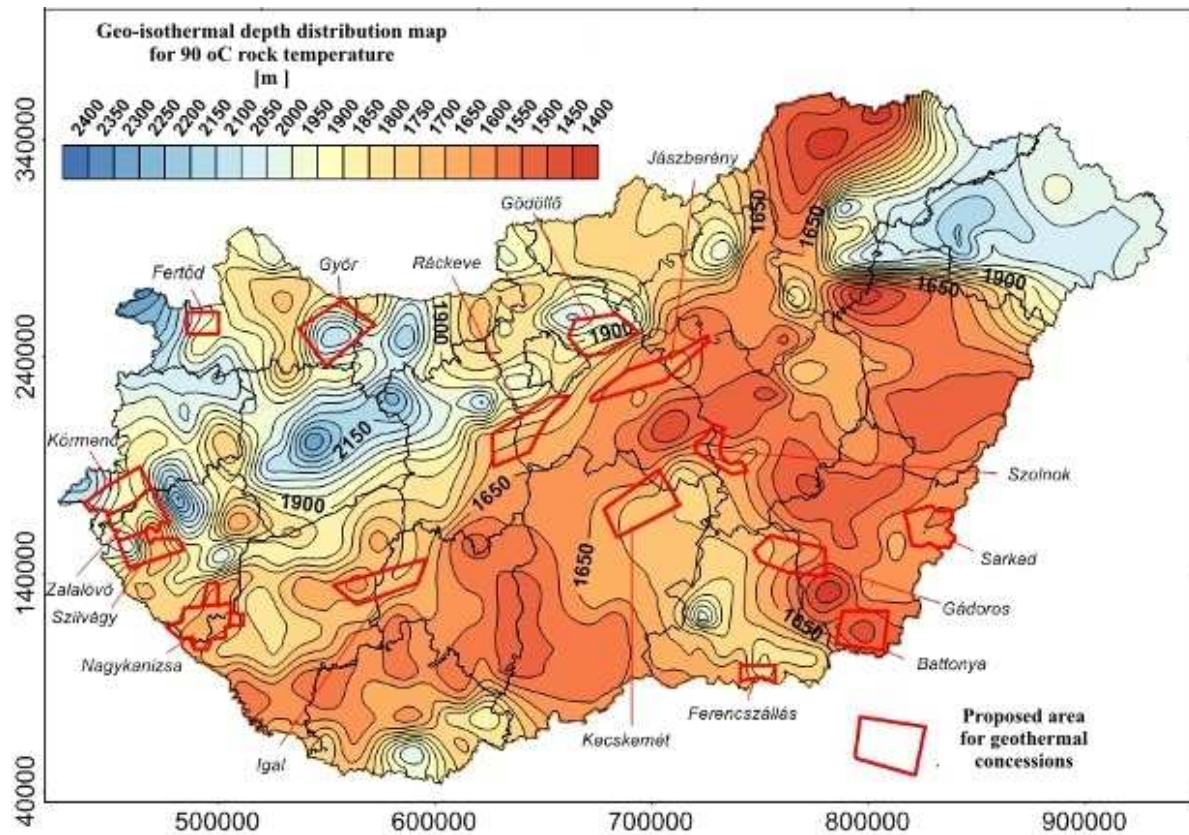 Geo-isothermal depth distribution map
for 90 oC rock temperature
[m ]
2400 2350 2300 2250 2200 2150 2100 2050 2000 1950 1900 1850 1800 1750 1700 1650 1600 1550 1500 1450 1400
340000
240000
140000
40000
Jászberény
Gödöllő
Ráckeve
Győr
Fertőd
1650
1650
1650
1900
1900
1900
2150
Körmend
1900
1650
Szolnok
1650
Sarkad
Zalalövő
Szilvágy
Gádoros
1650
Nagykanizsa
Battonya
Ferencszállás
Kecskemét
Igal
Proposed area
for geothermal
concessions
500000 600000 700000 800000 900000